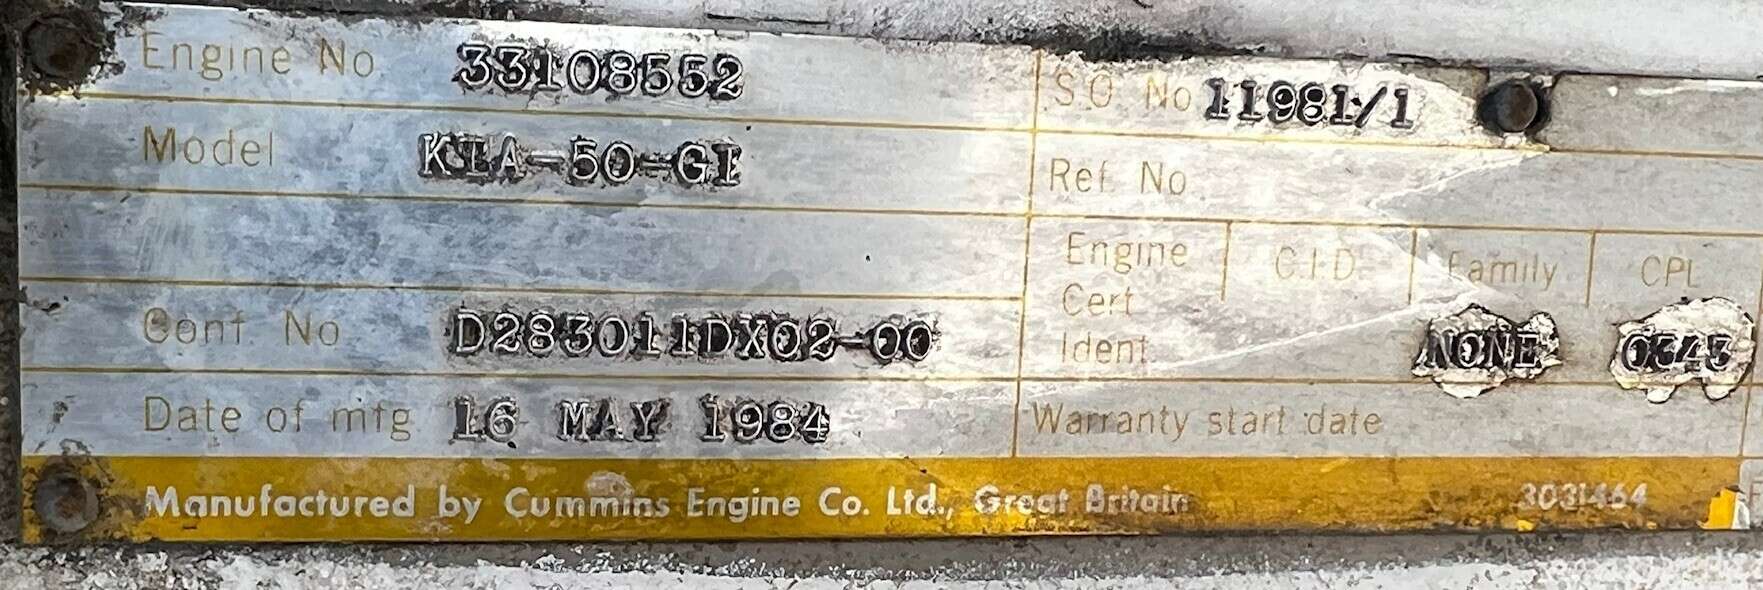 Engine No 33108552
S.O. No 11981/1
Model KTA-50-GI
Ref. No
Engine Cert Ident
C.I.D.
Family
CPL
NONE
0343
Conf. No D283011DX02-00
Date of mfg 16 MAY 1984
Warranty start date
Manufactured by Cummins Engine Co. Ltd., Great Britain
3031464